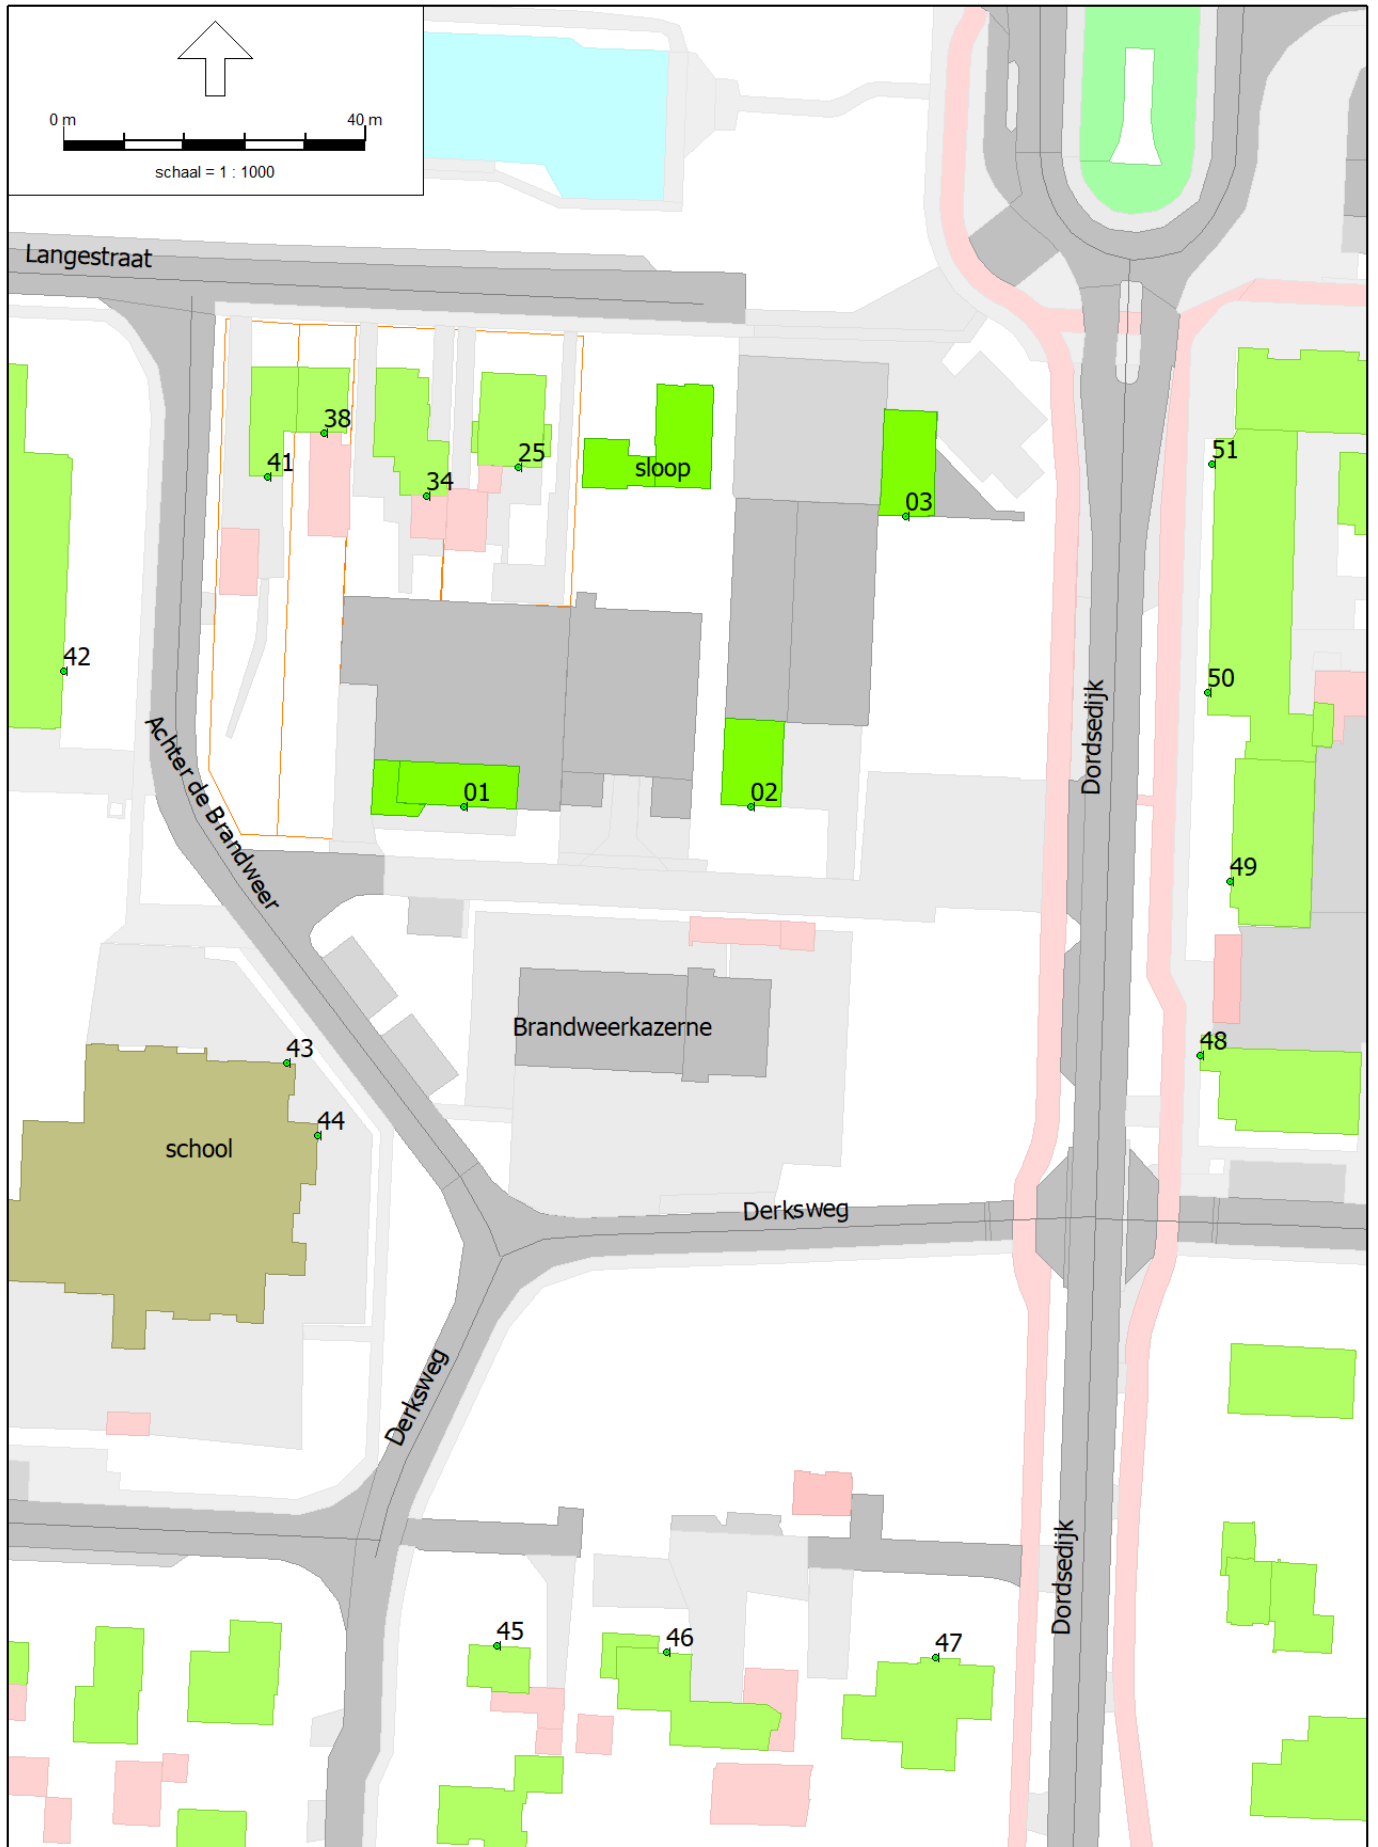 0 m 40 m
schaal = 1 : 1000
Langestraat
38
41
34
25
sloop
03
51
42
50
Dordsedijk
Achter de Brandweer
01
02
49
Brandweerkazerne
43
48
44
school
Derksweg
Derksweg
Dordsedijk
45
46
47